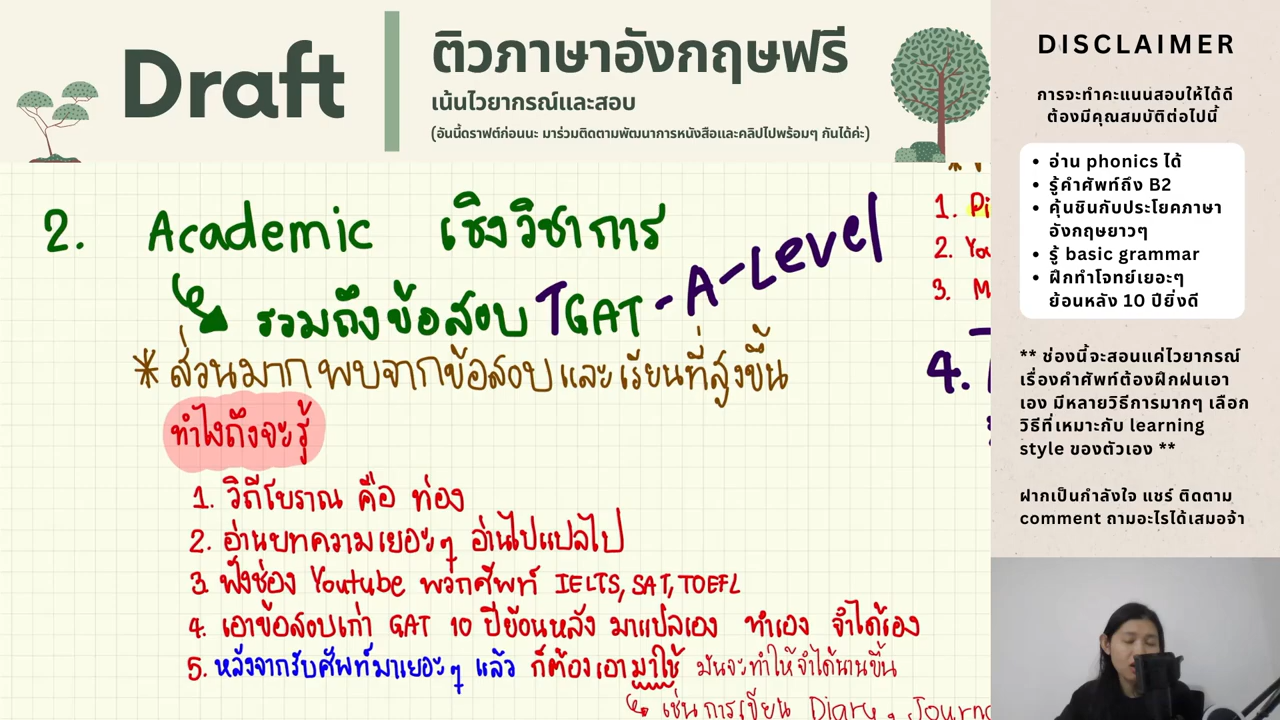 Draft
ติวภาษาอังกฤษฟรี
เน้นไวยากรณ์และสอบ
(อันนี้ดราฟต์ก่อนนะ มาร่วมติดตามพัฒนาการหนังสือและคลิปไปพร้อมๆ กันได้ค่ะ)
2. Academic เชิงวิชาการ
รวมถึงข้อสอบ TGAT - A-Level
* ส่วนมากพบจากข้อสอบและเรียนที่สูงขึ้น
ทำไงถึงจะรู้
1. วิถีโบราณ คือ ท่อง
2. อ่านบทความเยอะๆ อ่านไปแปลไป
3. ฟังช่อง Youtube พวกศัพท์ IELTS, SAT, TOEFL
4. เอาข้อสอบเก่า GAT 10 ปีย้อนหลัง มาแปลเอง ทำเอง จำได้เอง
5. หลังจากรับศัพท์มาเยอะๆ แล้ว ก็ต้องเอามาใช้ มันจะทำให้จำได้นานขึ้น
เช่น การเขียน Diary,
1.
2.
3.
4.
DISCLAIMER
การจะทำคะแนนสอบให้ได้ดี
ต้องมีคุณสมบัติต่อไปนี้
• อ่าน phonics ได้
• รู้คำศัพท์ถึง B2
• คุ้นชินกับประโยคภาษา
อังกฤษยาวๆ
• รู้ basic grammar
• ฝึกทำโจทย์เยอะๆ
ย้อนหลัง 10 ปียิ่งดี
** ช่องนี้จะสอนแค่ไวยากรณ์
เรื่องคำศัพท์ต้องฝึกฝนเอา
เอง มีหลายวิธีการมากๆ เลือก
วิธีที่เหมาะกับ learning
style ของตัวเอง **
ฝากเป็นกำลังใจ แชร์ ติดตาม
comment ถามอะไรได้เสมอจ้า